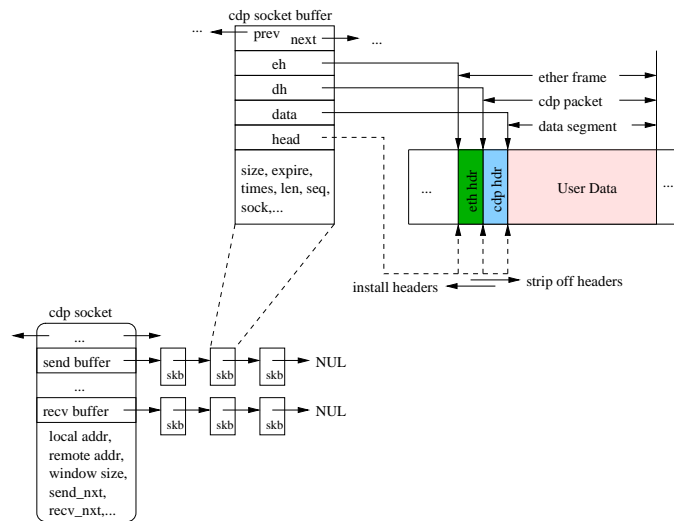 cdp socket buffer
... prev next ...
eh
dh
data
head
size, expire,
times, len, seq,
sock,...
ether frame
cdp packet
data segment
...
eth hdr
cdp hdr
User Data
...
install headers
strip off headers
cdp socket
...
send buffer
skb
skb
skb
NUL
...
recv buffer
skb
skb
skb
NUL
local addr,
remote addr,
window size,
send_nxt,
recv_nxt,...